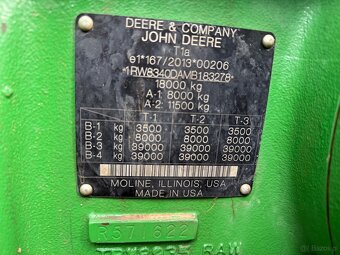 DEERE & COMPANY
JOHN DEERE
T1a
e1*167/2013*00206
*1RW8340DAMB183278*
18000 kg
A-1: 8000 kg
A-2: 11500 kg
T-1 T-2 T-3
B-1 kg 3500 3500 3500
B-2 kg 8000 8000 8000
B-3 kg 39000 39000 39000
B-4 kg 39000 39000 39000
MOLINE, ILLINOIS, USA
MADE IN USA